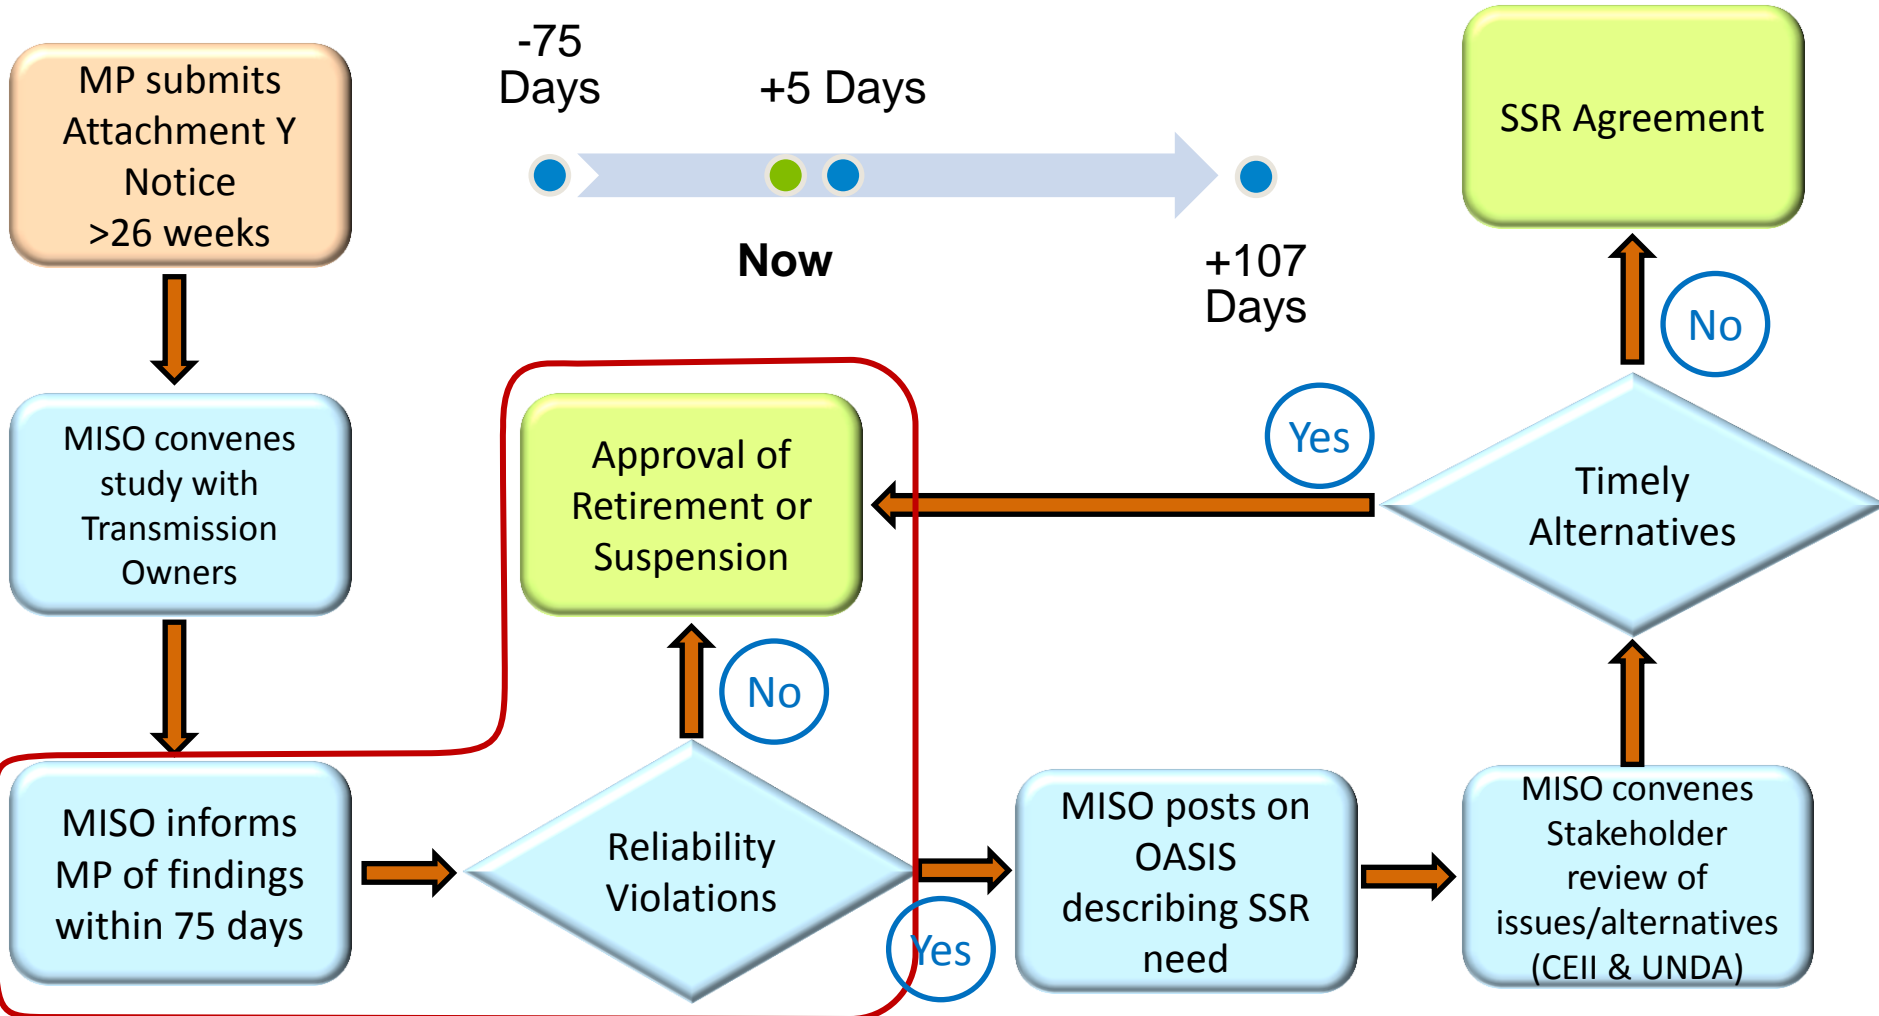 MP submits
Attachment Y
Notice
>26 weeks
-75
Days
+5 Days
Now
+107
Days
SSR Agreement
No
Yes
Timely
Alternatives
MISO convenes
study with
Transmission
Owners
Approval of
Retirement or
Suspension
No
MISO informs
MP of findings
within 75 days
Reliability
Violations
Yes
MISO posts on
OASIS
describing SSR
need
MISO convenes
Stakeholder
review of
issues/alternatives
(CEII & UNDA)